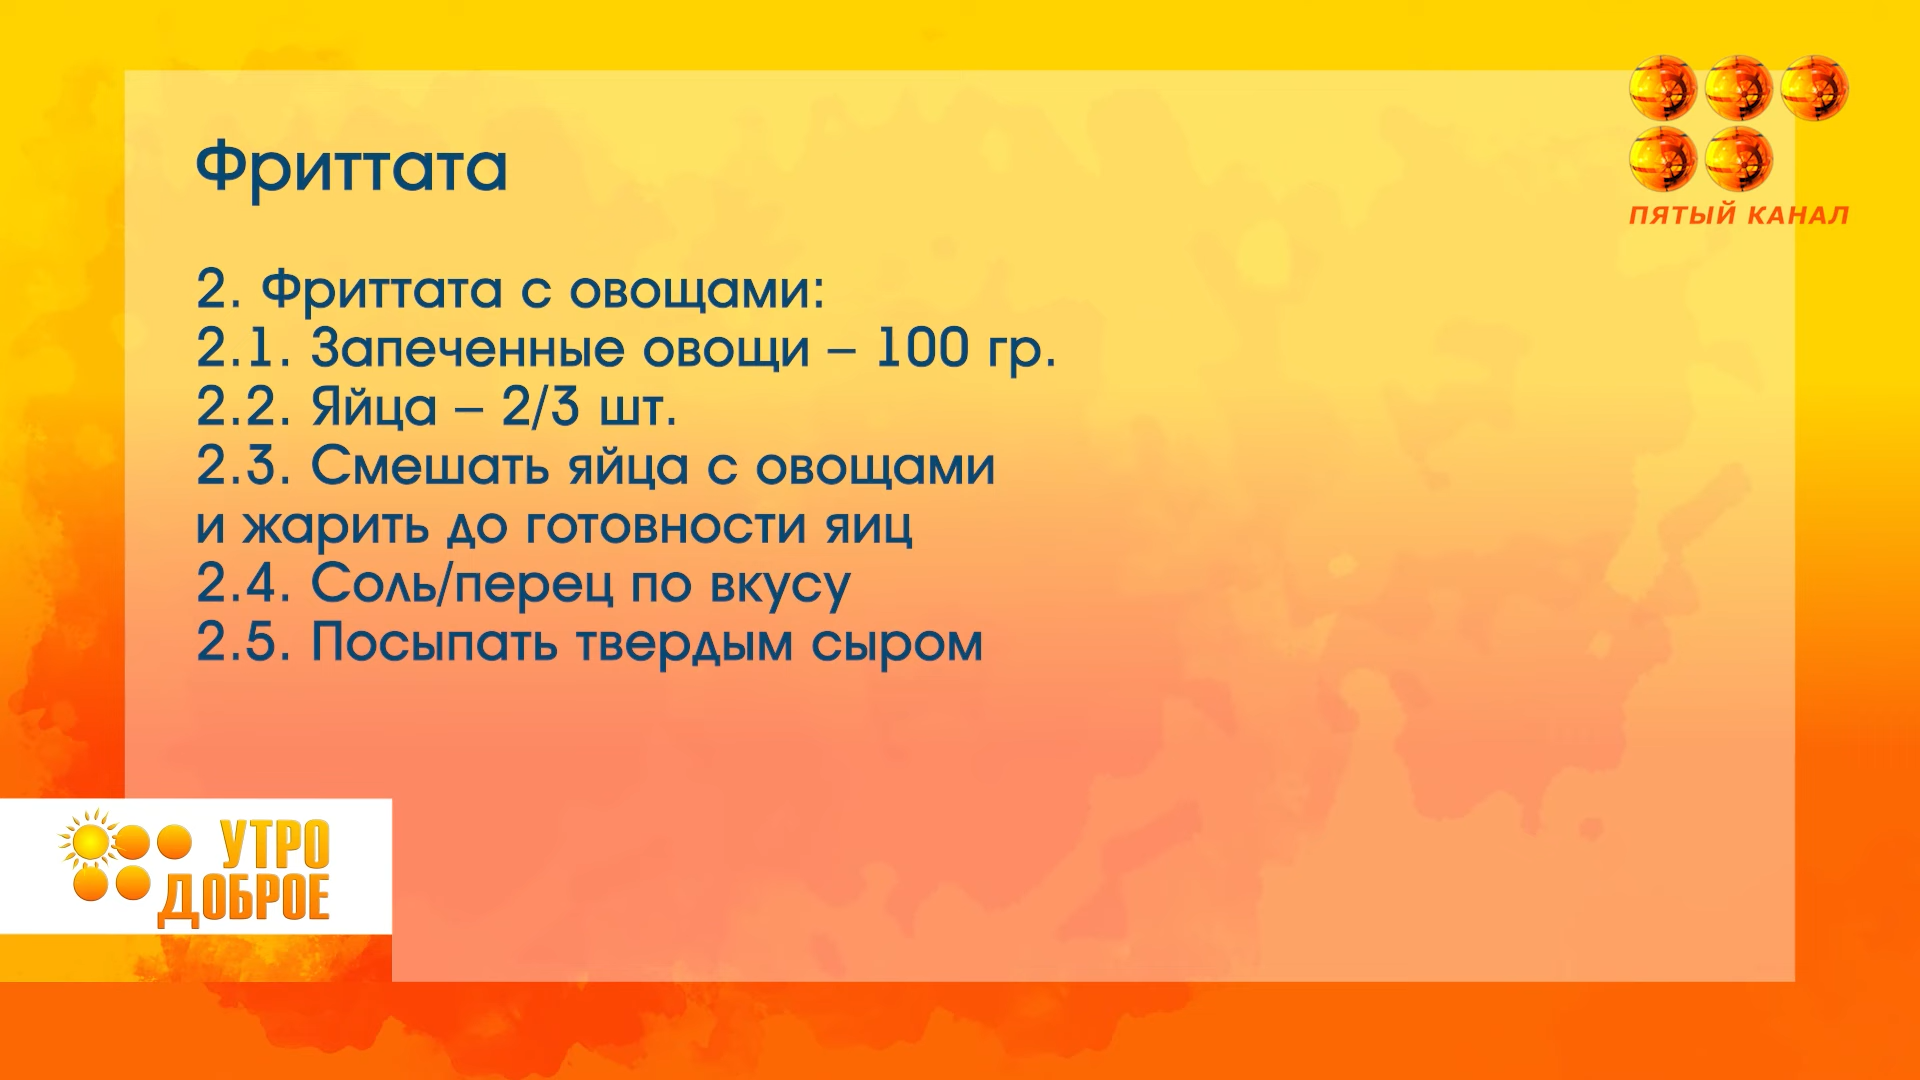 ПЯТЫЙ КАНАЛ
Фриттата
2. Фриттата с овощами:
2.1. Запеченные овощи – 100 гр.
2.2. Яйца – 2/3 шт.
2.3. Смешать яйца с овощами
и жарить до готовности яиц
2.4. Соль/перец по вкусу
2.5. Посыпать твердым сыром
УТРО
ДОБРОЕ